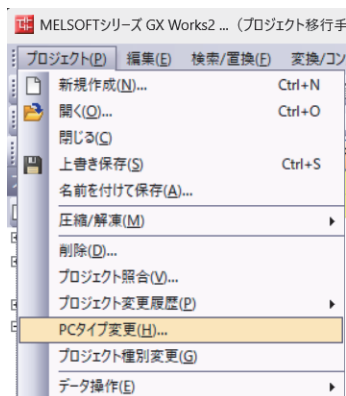 MELSOFTシリーズ GX Works2 ... (プロジェクト移行手
プロジェクト(P) 編集(E) 検索/置換(F) 変換/コン
新規作成(N)... Ctrl+N
開く(O)... Ctrl+O
閉じる(C)
上書き保存(S) Ctrl+S
名前を付けて保存(A)...
圧縮/解凍(M)
削除(D)...
プロジェクト照合(V)...
プロジェクト変更履歴(P)
PCタイプ変更(H)...
プロジェクト種別変更(G)
データ操作(E)